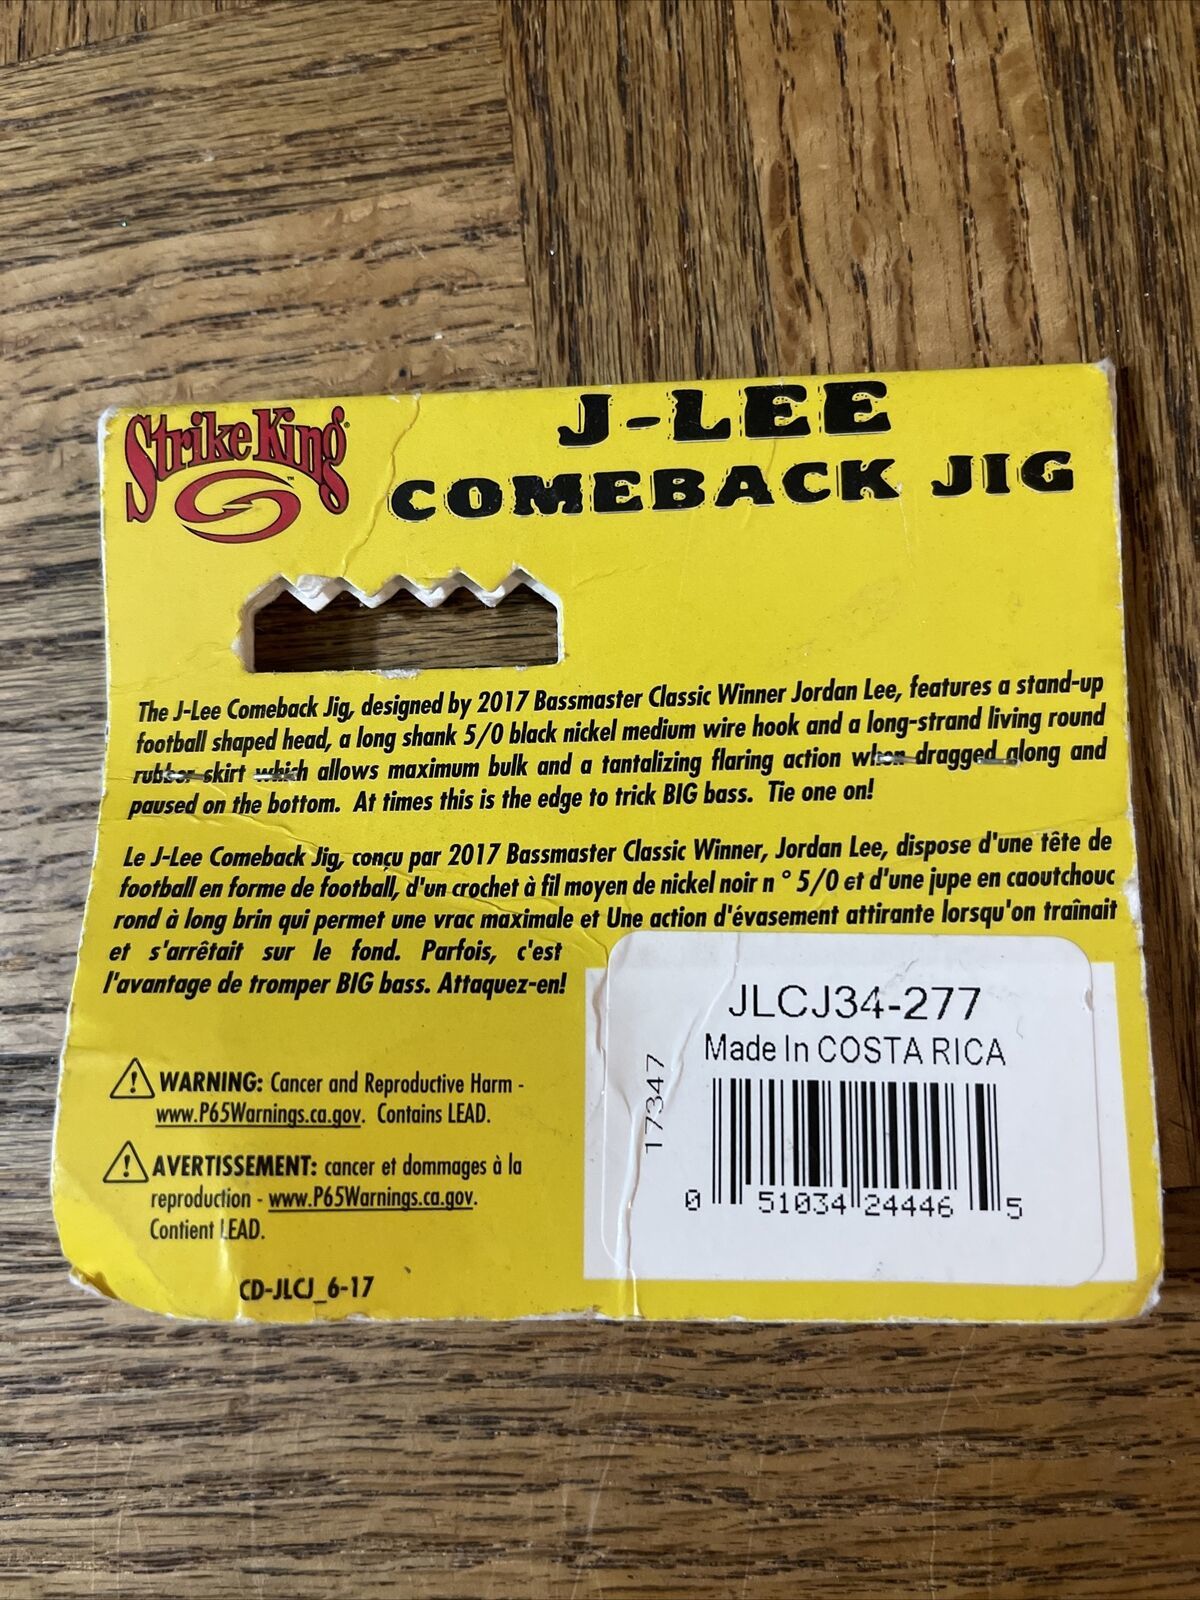 Strike King®
™
J-LEE
COMEBACK JIG
The J-Lee Comeback Jig, designed by 2017 Bassmaster Classic Winner Jordan Lee, features a stand-up
football shaped head, a long shank 5/0 black nickel medium wire hook and a long-strand living round
rubber skirt which allows maximum bulk and a tantalizing flaring action when dragged along and
paused on the bottom. At times this is the edge to trick BIG bass. Tie one on!
Le J-Lee Comeback Jig, conçu par 2017 Bassmaster Classic Winner, Jordan Lee, dispose d'une tête de
football en forme de football, d'un crochet à fil moyen de nickel noir n ° 5/0 et d'une jupe en caoutchouc
rond à long brin qui permet une vrac maximale et Une action d'évasement attirante lorsqu'on traînait
et s'arrêtait sur le fond. Parfois, c'est
l'avantage de tromper BIG bass. Attaquez-en!
WARNING: Cancer and Reproductive Harm -
www.P65Warnings.ca.gov. Contains LEAD.
AVERTISSEMENT: cancer et dommages à la
reproduction - www.P65Warnings.ca.gov.
Contient LEAD.
CD-JLCJ_6-17
JLCJ34-277
Made In COSTA RICA
17347
0 51034 24446 5